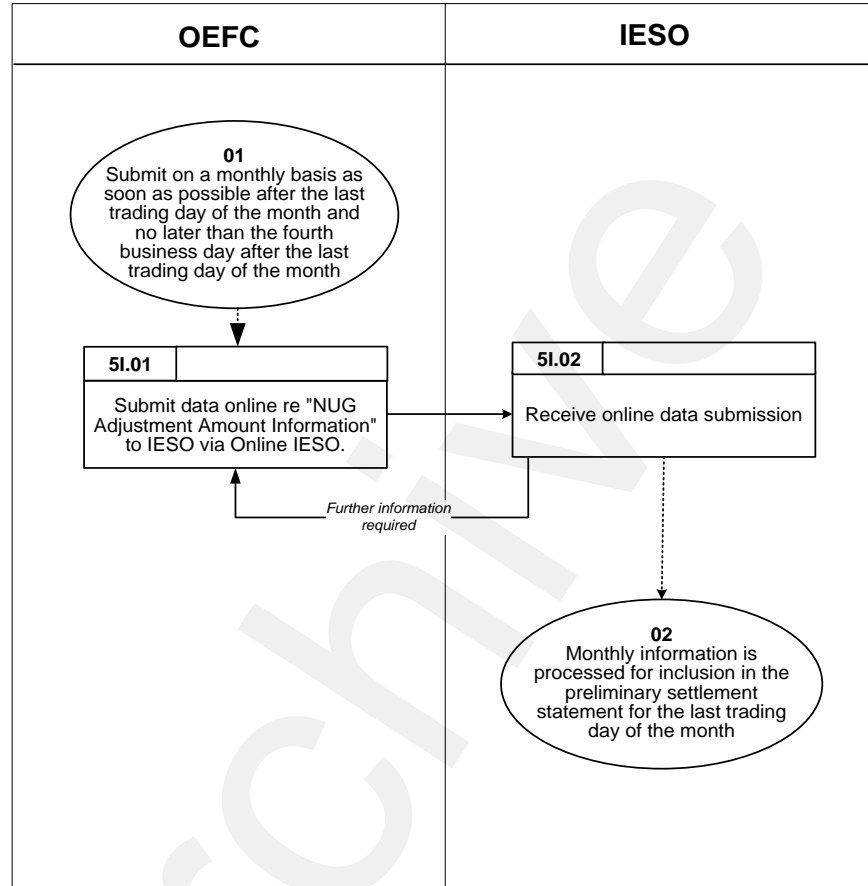 OEFC
IESO
01
Submit on a monthly basis as
soon as possible after the last
trading day of the month and
no later than the fourth
business day after the last
trading day of the month
5I.01
Submit data online re "NUG
Adjustment Amount Information"
to IESO via Online IESO.
5I.02
Receive online data submission
Further information
required
02
Monthly information is
processed for inclusion in the
preliminary settlement
statement for the last trading
day of the month
chive